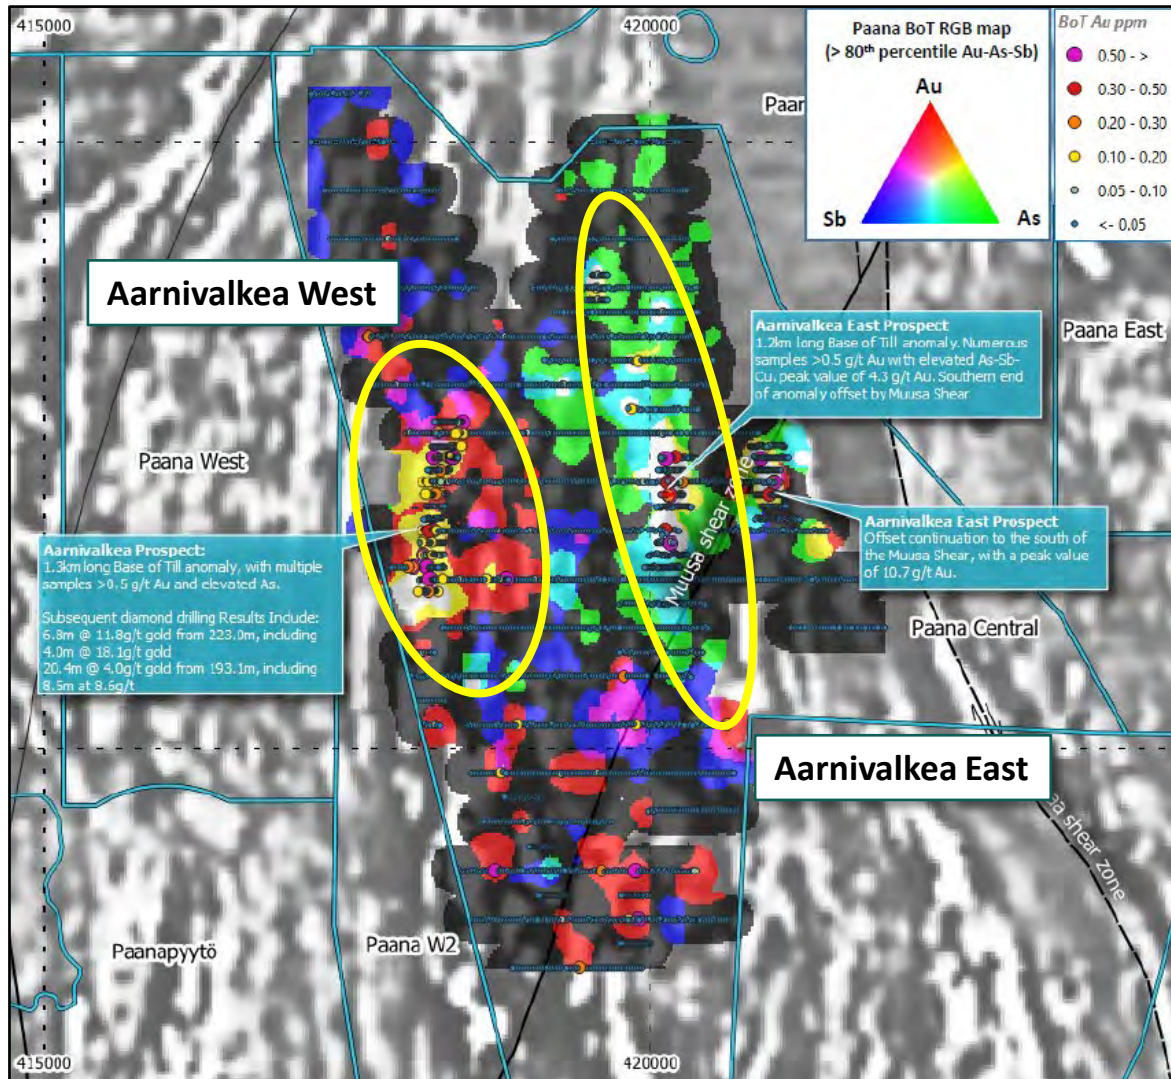 415000
420000
Paana BoT RGB map
(> 80th percentile Au-As-Sb)
Au
Sb
As
BoT Au ppm
0.50 - >
0.30 - 0.50
0.20 - 0.30
0.10 - 0.20
0.05 - 0.10
<- 0.05
Paan
Aarnivalkea West
Aarnivalkea East Prospect
1.2km long Base of Till anomaly. Numerous
samples >0.5 g/t Au with elevated As-Sb-
Cu, peak value of 4.3 g/t Au. Southern end
of anomaly offset by Muusa Shear
Paana East
Paana West
Muusa shear zone
Aarnivalkea East Prospect
Offset continuation to the south of
the Muusa Shear, with a peak value
of 10.7 g/t Au.
Aarnivalkea Prospect:
1.3km long Base of Till anomaly, with multiple
samples >0.5 g/t Au and elevated As.
Subsequent diamond drilling Results Include:
6.8m @ 11.8g/t gold from 223.0m, including
4.0m @ 18.1g/t gold
20.4m @ 4.0g/t gold from 193.1m, including
8.5m at 8.6g/t
Paana Central
Aarnivalkea East
sa shear zone
Paanapyytö
Paana W2
415000
420000